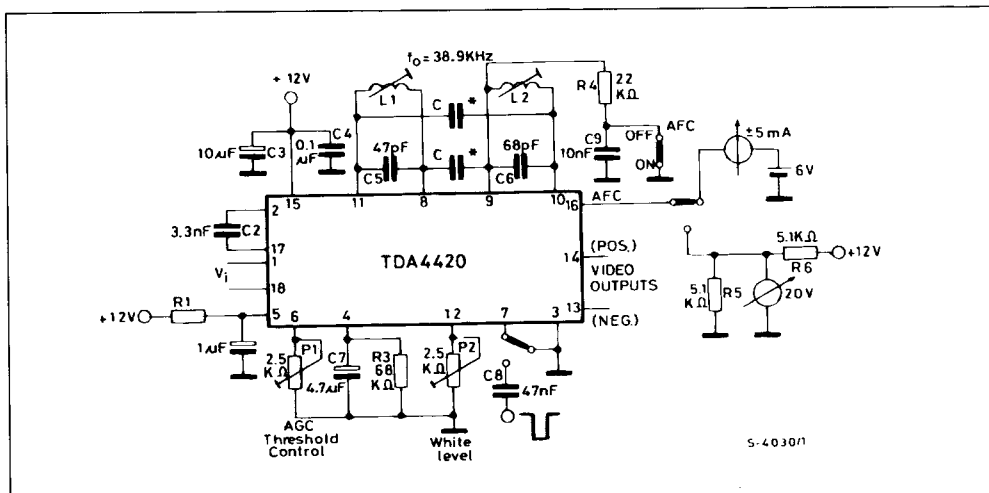 f₀ = 38.9KHz
+12V
L1
C *
L2
R4
22
KΩ
AFC
OFF
ON
±5mA
6V
10µF
C3
C4
0.1
µF
47pF
C5
C *
68pF
C6
C9
10nF
15
11
8
9
10
16
AFC
2
3.3nF
C2
17
1
Vi
18
TDA4420
14
(POS.)
VIDEO
OUTPUTS
13
(NEG.)
5.1KΩ
+12V
R6
5.1
KΩ
R5
20V
+12V
R1
5
1µF
6
4
12
7
3
P1
2.5
KΩ
C7
4.7µF
R3
68
KΩ
2.5
KΩ
P2
C8
47nF
AGC
Threshold
Control
White
level
S-4030/1